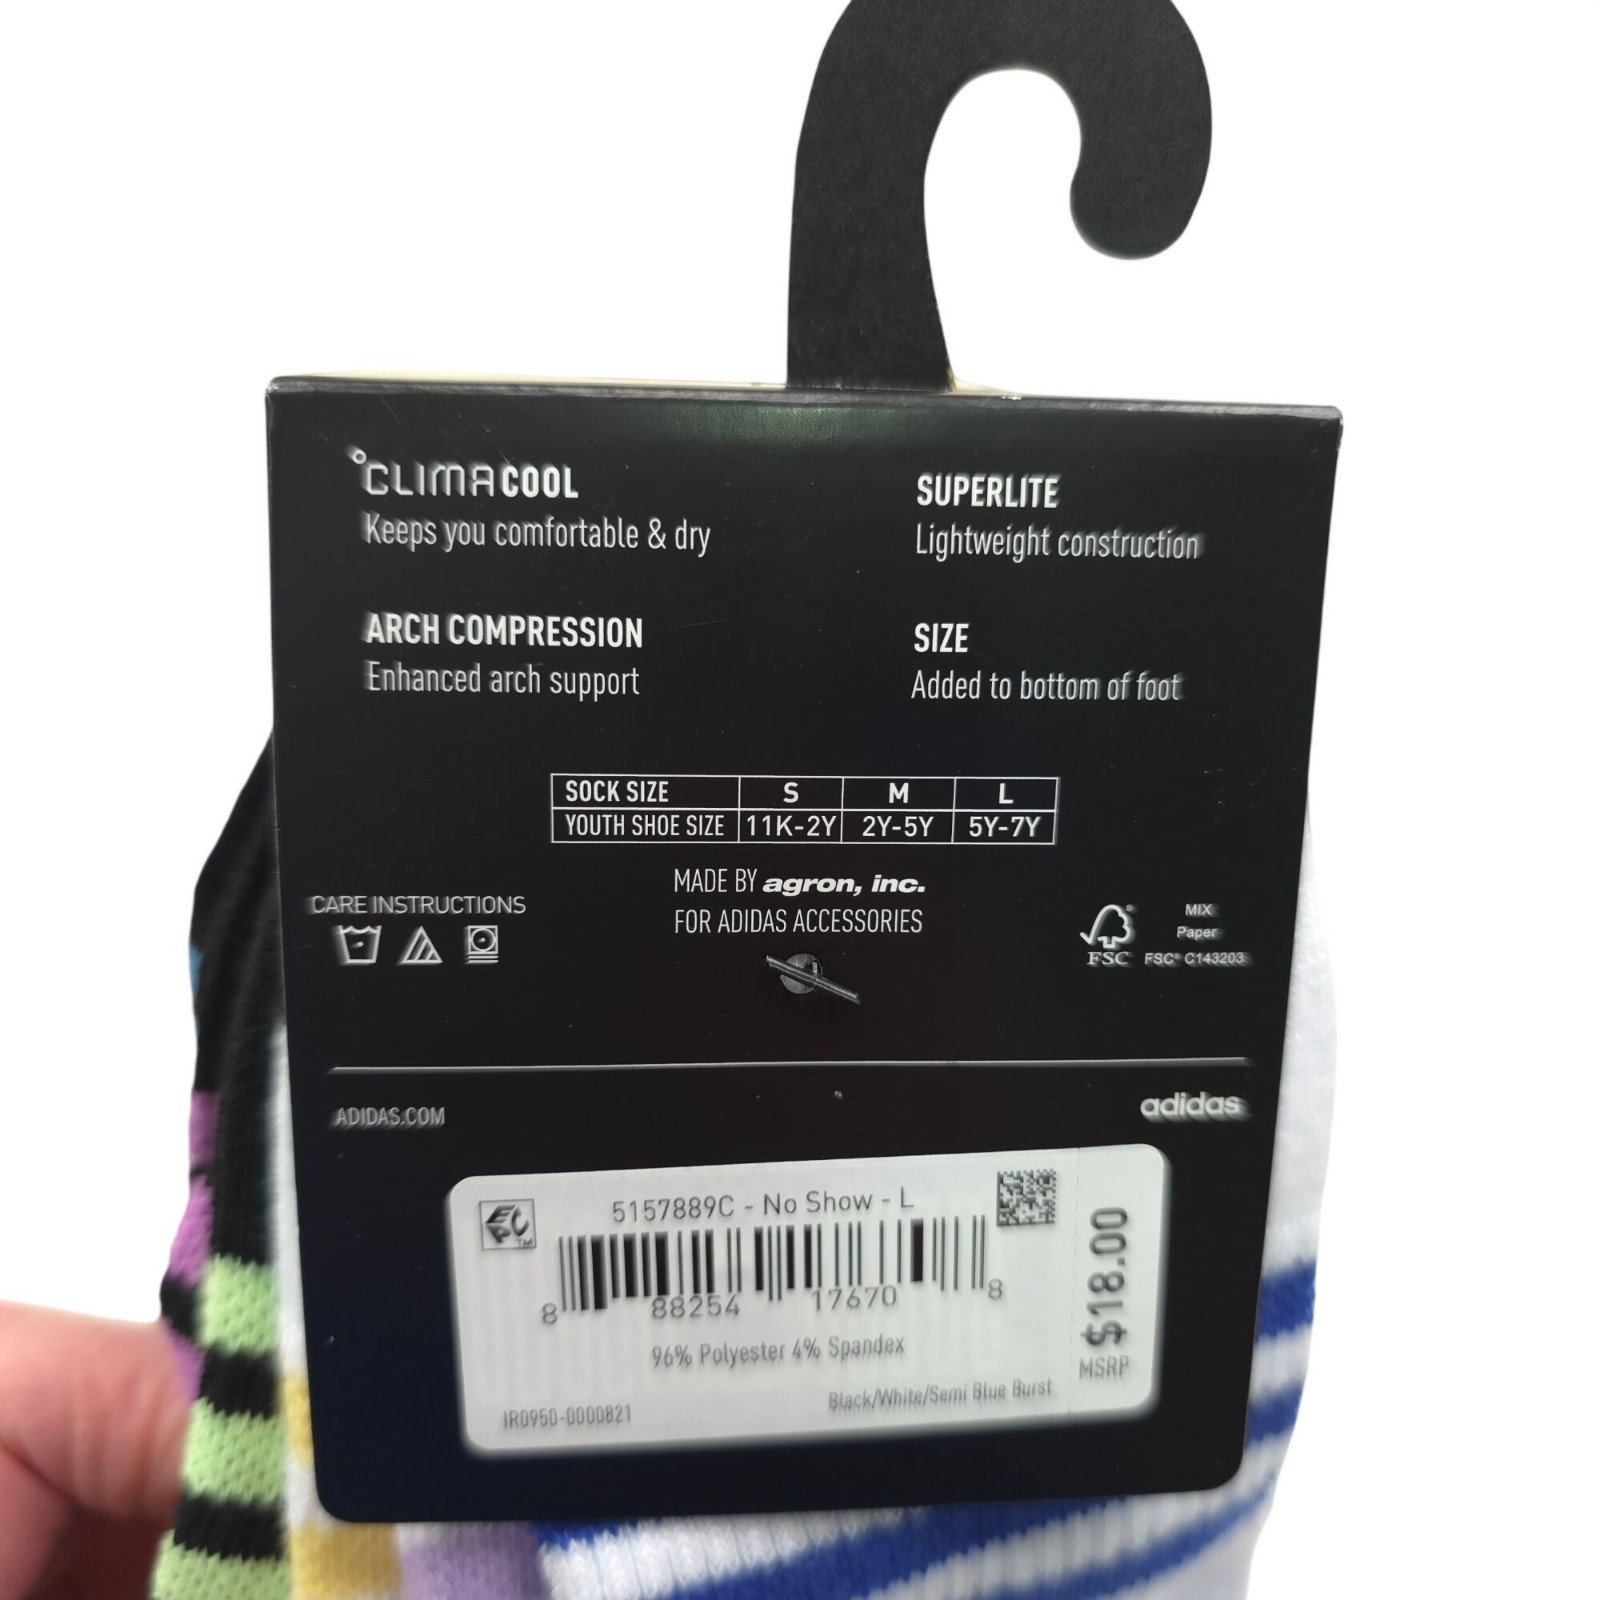 CLIMACOOL
Keeps you comfortable & dry
SUPERLITE
Lightweight construction
ARCH COMPRESSION
Enhanced arch support
SIZE
Added to bottom of foot
SOCK SIZE S M L
YOUTH SHOE SIZE 11K-2Y 2Y-5Y 5Y-7Y
MADE BY agron, inc.
FOR ADIDAS ACCESSORIES
CARE INSTRUCTIONS
FSC
MIX
Paper
FSC® C143203
ADIDAS.COM
adidas
EPC™
5157889C - No Show - L
8 88254 17670 8
96% Polyester 4% Spandex
IR0950-0000821
Black/White/Semi Blue Burst
$18.00
MSRP